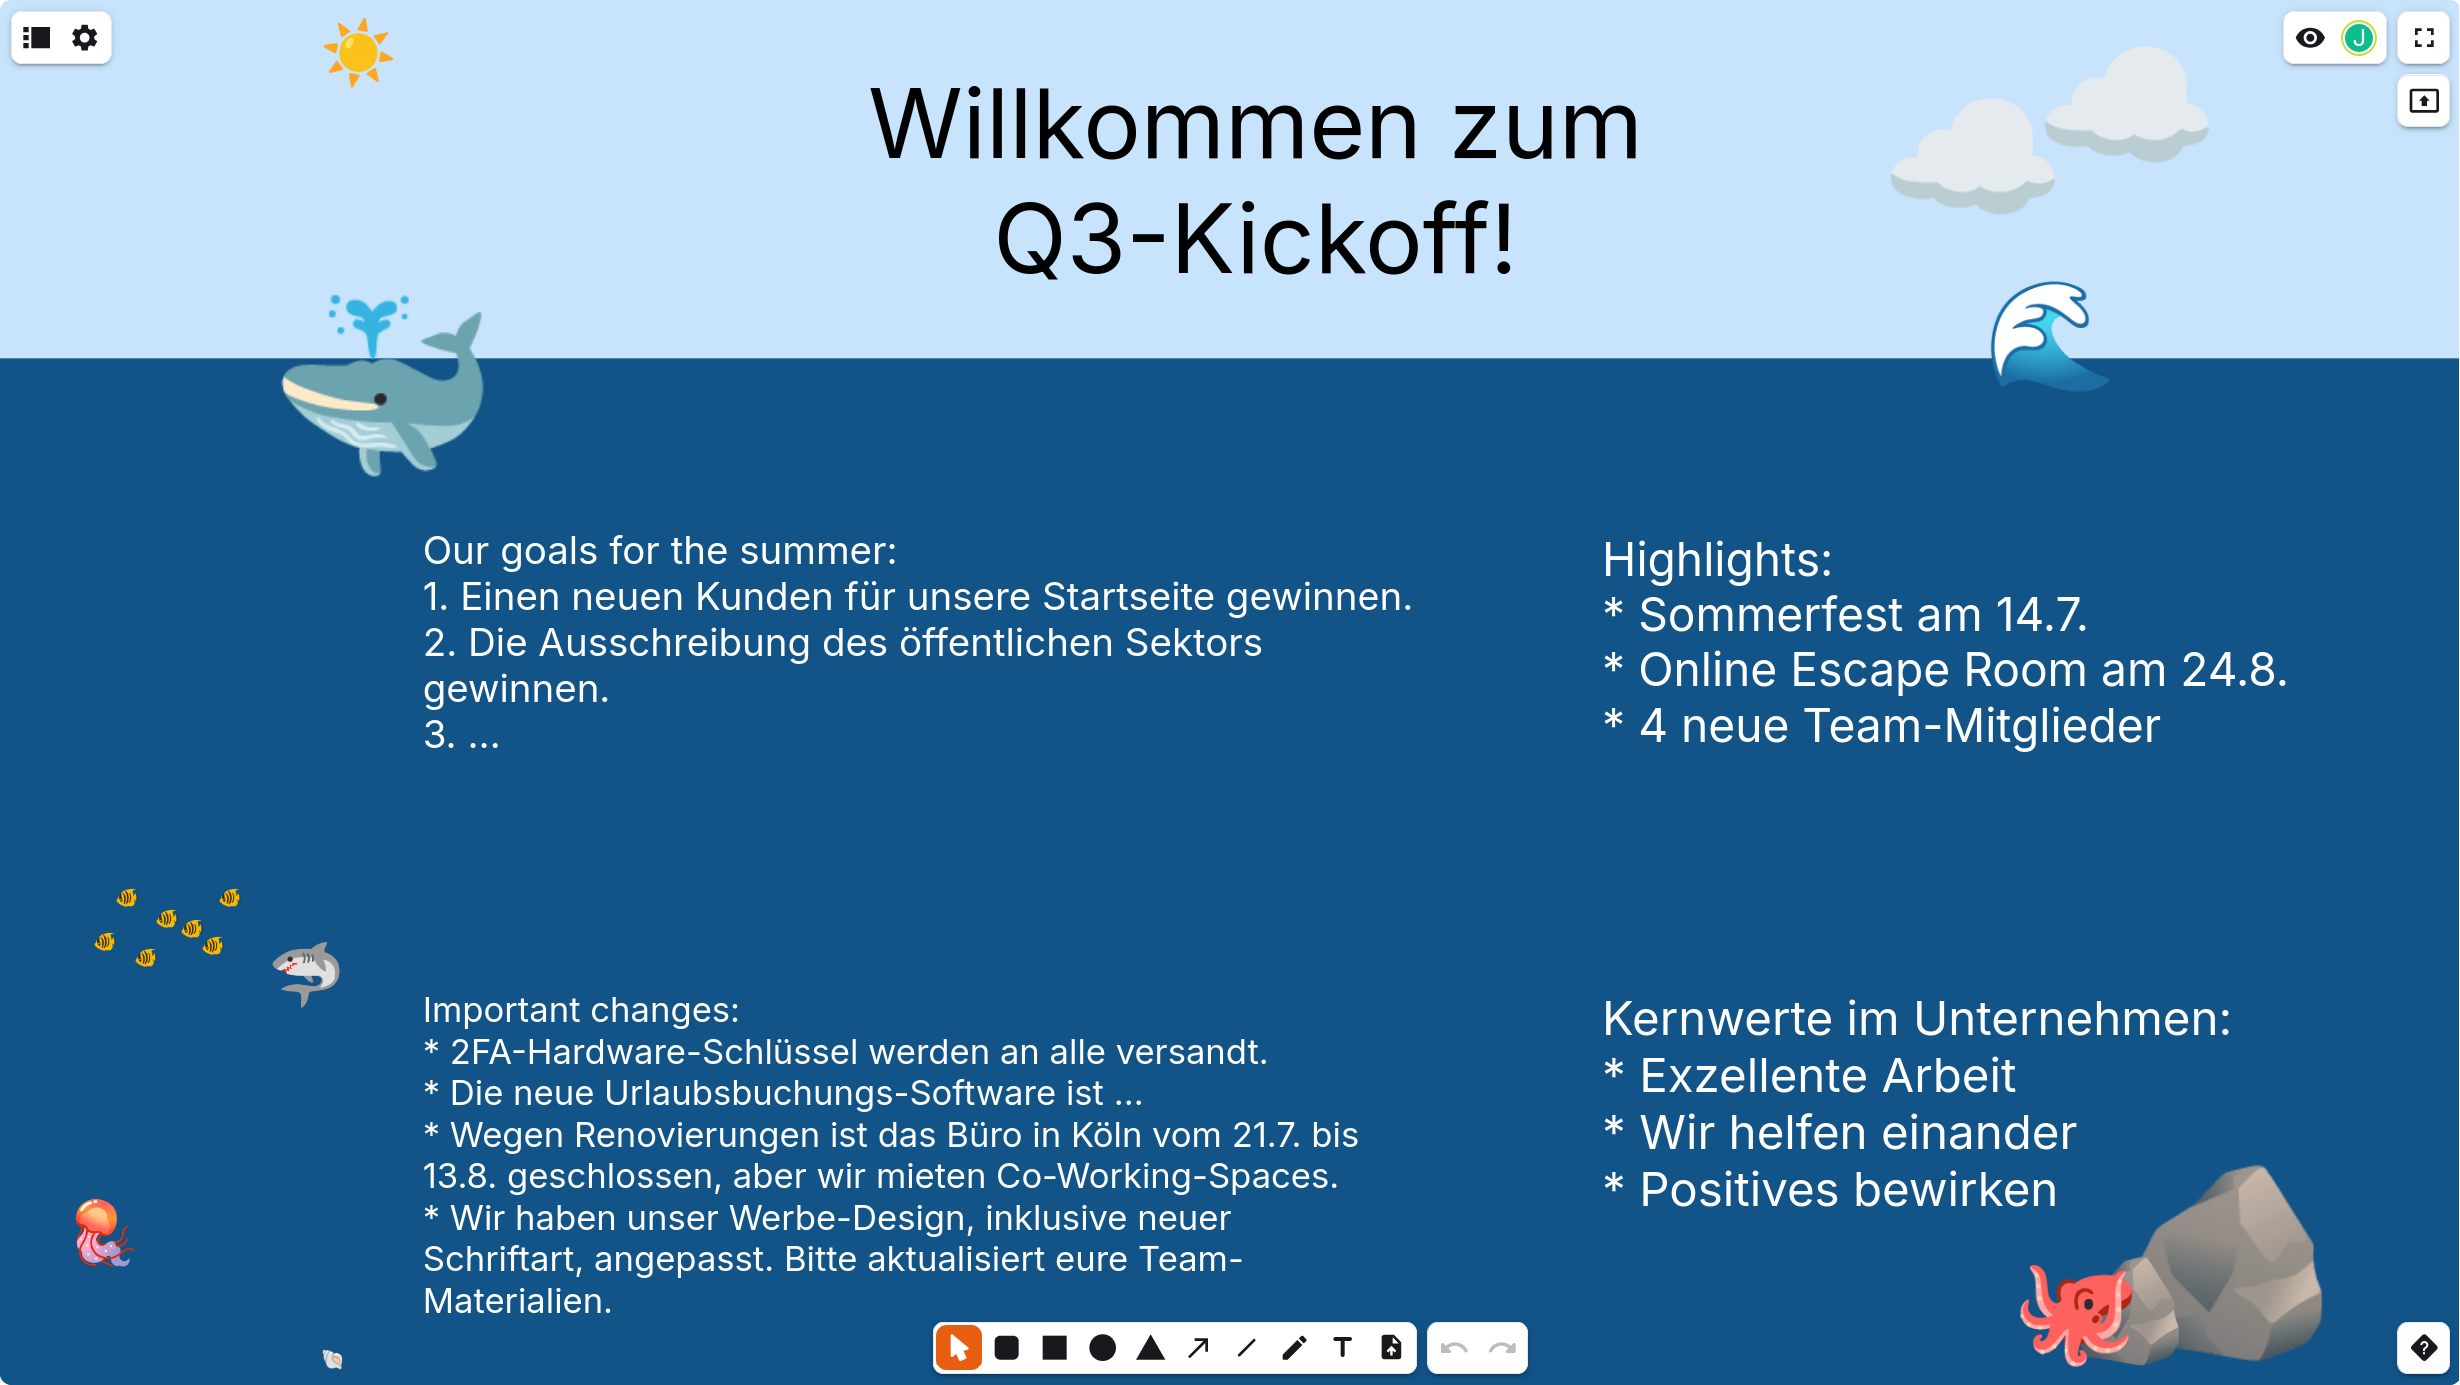 Willkommen zum
Q3-Kickoff!
J
Our goals for the summer:
1. Einen neuen Kunden für unsere Startseite gewinnen.
2. Die Ausschreibung des öffentlichen Sektors
gewinnen.
3. ...
Highlights:
* Sommerfest am 14.7.
* Online Escape Room am 24.8.
* 4 neue Team-Mitglieder
Important changes:
* 2FA-Hardware-Schlüssel werden an alle versandt.
* Die neue Urlaubsbuchungs-Software ist ...
* Wegen Renovierungen ist das Büro in Köln vom 21.7. bis
13.8. geschlossen, aber wir mieten Co-Working-Spaces.
* Wir haben unser Werbe-Design, inklusive neuer
Schriftart, angepasst. Bitte aktualisiert eure Team-
Materialien.
Kernwerte im Unternehmen:
* Exzellente Arbeit
* Wir helfen einander
* Positives bewirken